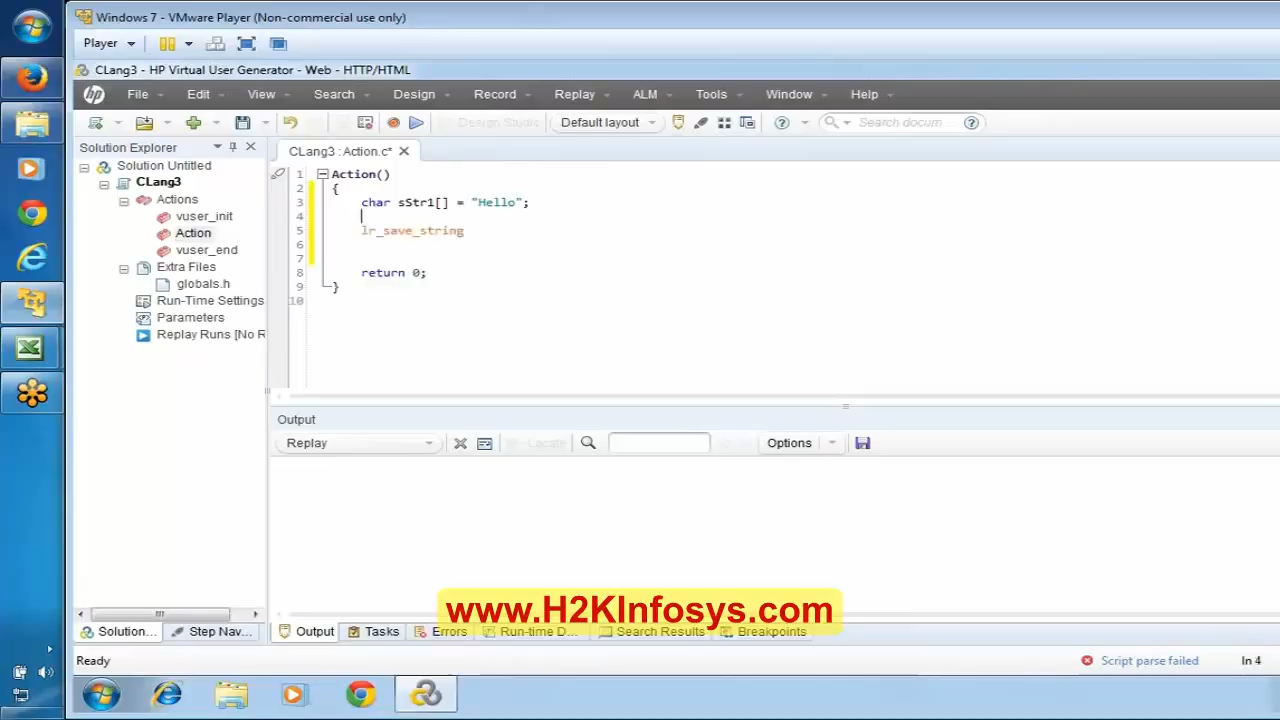 Windows 7 - VMware Player (Non-commercial use only)
Player
CLang3 - HP Virtual User Generator - Web - HTTP/HTML
hp File Edit View Search Design Record Replay ALM Tools Window Help
Design Studio Default layout Search docum
Solution Explorer
CLang3 : Action.c*
Solution Untitled
CLang3
Actions
vuser_init
Action
vuser_end
Extra Files
globals.h
Run-Time Settings
Parameters
Replay Runs [No R
1 Action()
2 {
3 char sStr1[] = "Hello";
4
5 lr_save_string
6
7
8 return 0;
9 }
10
Output
Replay Locate Options
www.H2KInfosys.com
Solution... Step Nav... Output Tasks Errors Run-time D... Search Results Breakpoints
Ready Script parse failed ln 4